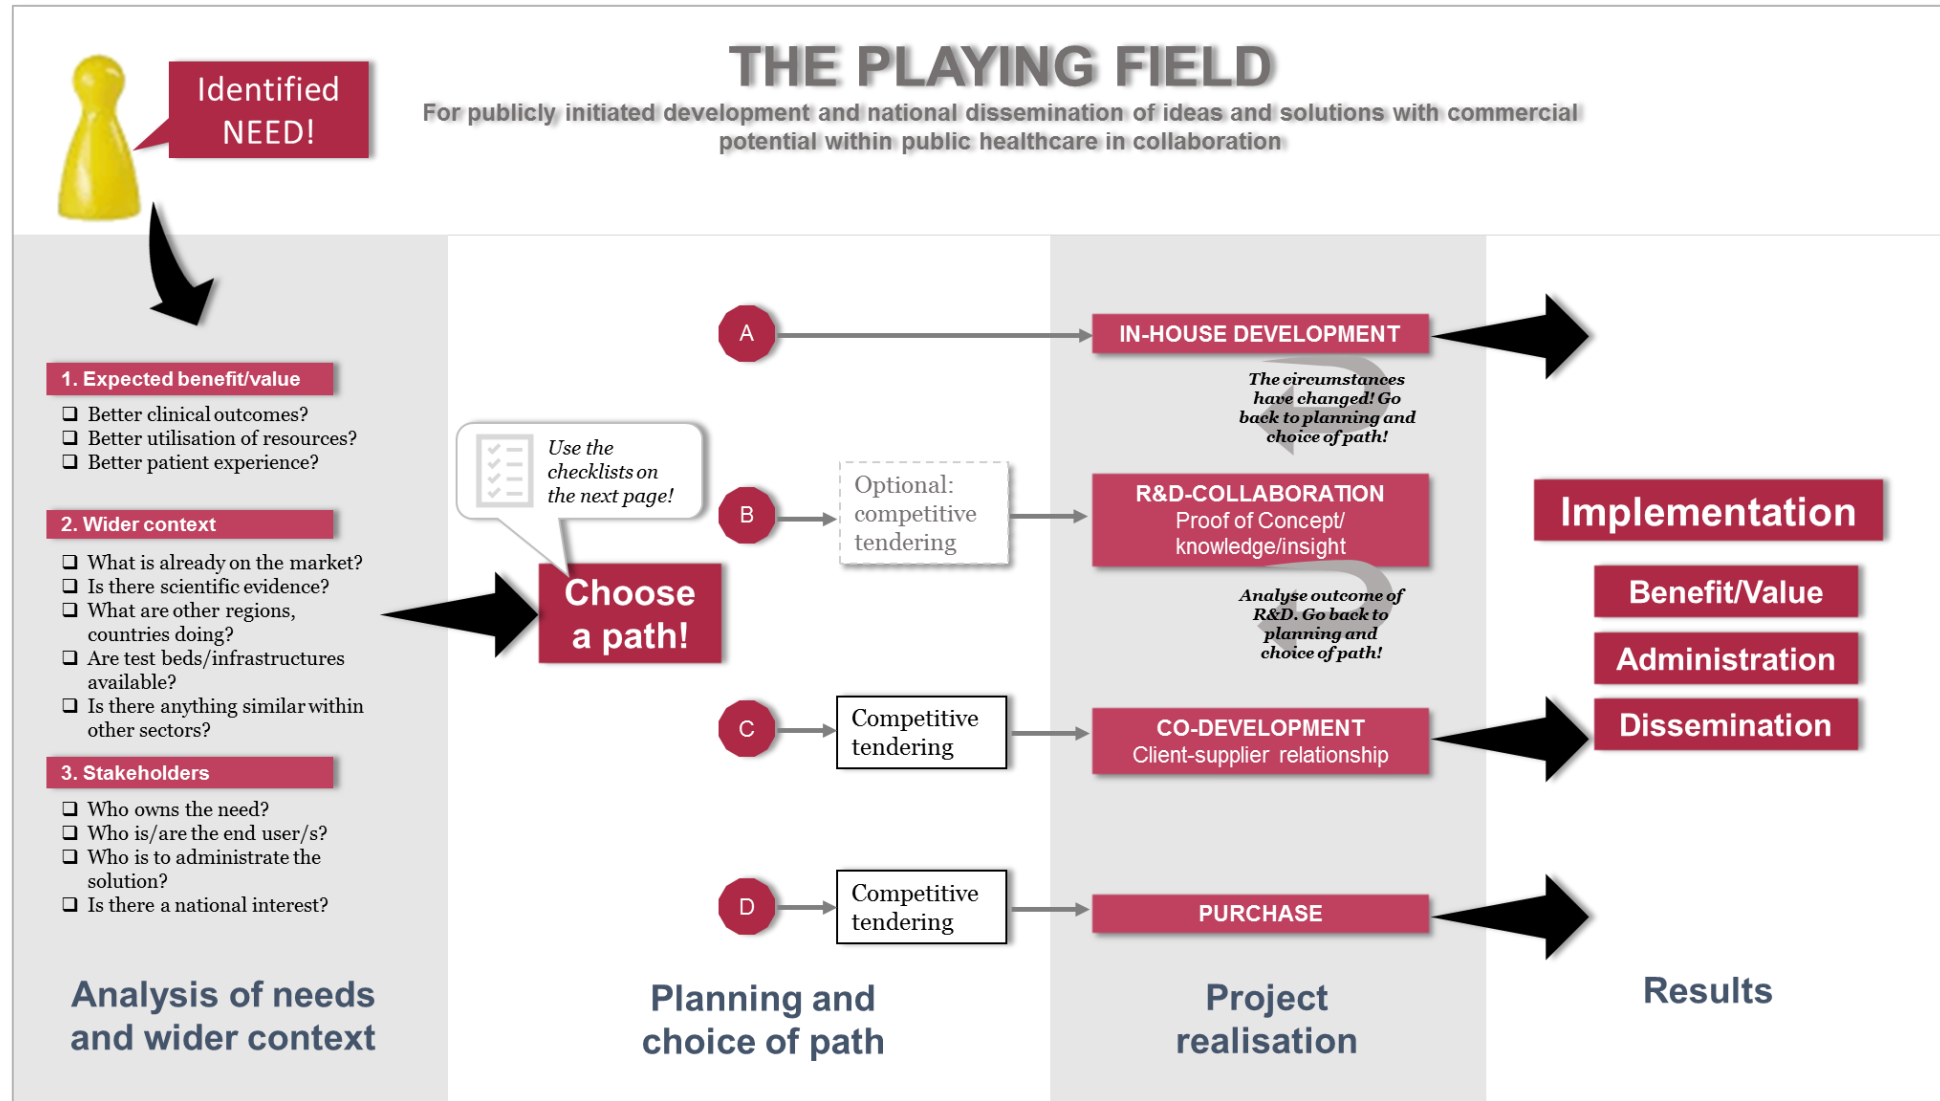 THE PLAYING FIELD
For publicly initiated development and national dissemination of ideas and solutions with commercial
potential within public healthcare in collaboration
Identified
NEED!
1. Expected benefit/value
Better clinical outcomes?
Better utilisation of resources?
Better patient experience?
2. Wider context
What is already on the market?
Is there scientific evidence?
What are other regions,
countries doing?
Are test beds/infrastructures
available?
Is there anything similar within
other sectors?
3. Stakeholders
Who owns the need?
Who is/are the end user/s?
Who is to administrate the
solution?
Is there a national interest?
Analysis of needs
and wider context
Use the
checklists on
the next page!
Choose
a path!
A
B
Optional:
competitive
tendering
C
Competitive
tendering
D
Competitive
tendering
Planning and
choice of path
IN-HOUSE DEVELOPMENT
The circumstances
have changed! Go
back to planning and
choice of path!
R&D-COLLABORATION
Proof of Concept/
knowledge/insight
Analyse outcome of
R&D. Go back to
planning and
choice of path!
CO-DEVELOPMENT
Client-supplier relationship
PURCHASE
Project
realisation
Implementation
Benefit/Value
Administration
Dissemination
Results